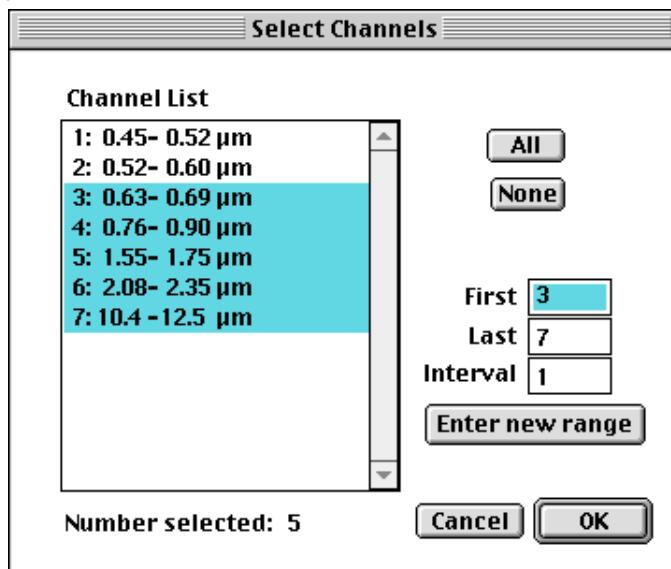 Select Channels
Channel List
1: 0.45- 0.52 µm
2: 0.52- 0.60 µm
3: 0.63- 0.69 µm
4: 0.76- 0.90 µm
5: 1.55- 1.75 µm
6: 2.08- 2.35 µm
7: 10.4 -12.5 µm
All
None
First 3
Last 7
Interval 1
Enter new range
Number selected: 5
Cancel
OK